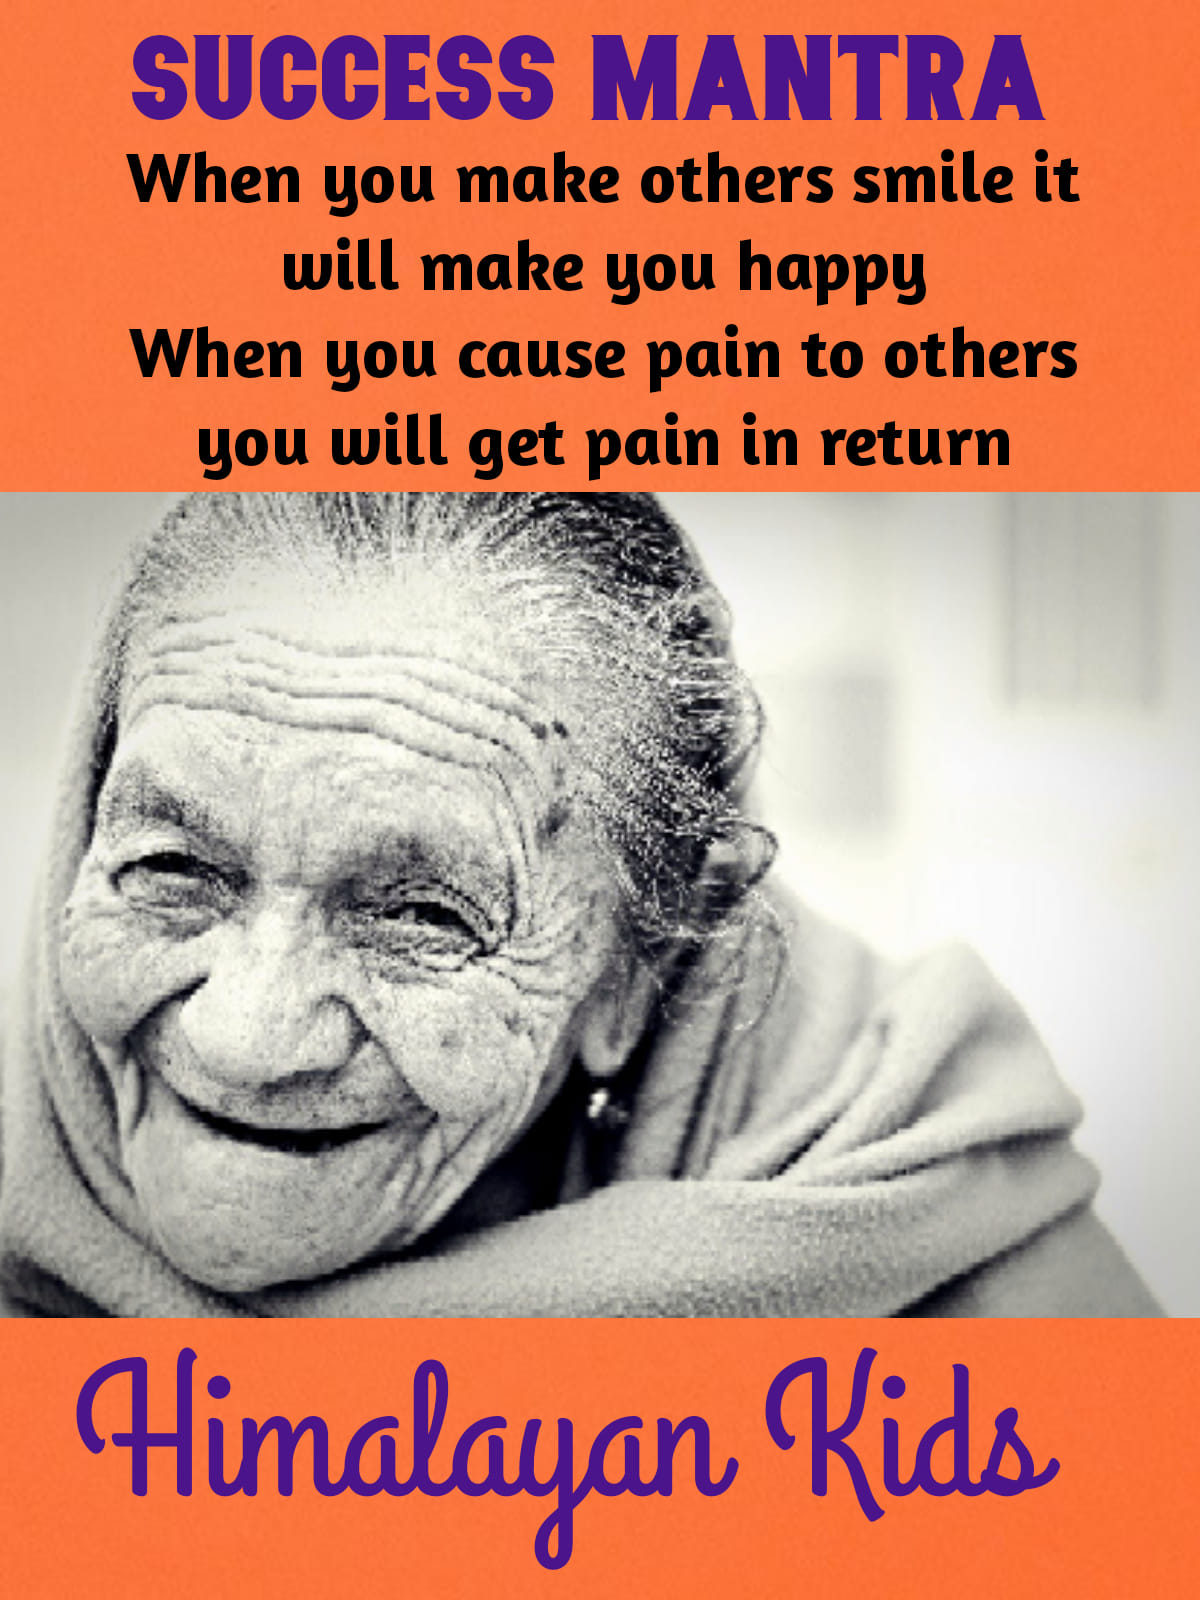 SUCCESS MANTRA
When you make others smile it
will make you happy
When you cause pain to others
you will get pain in return
Himalayan Kids